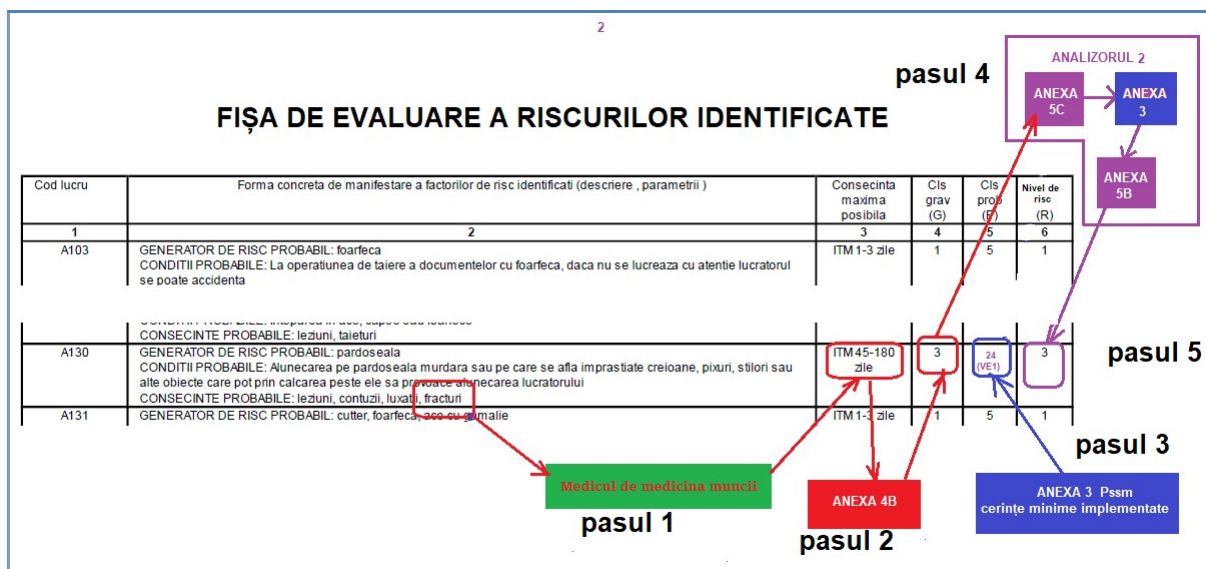 2
ANALIZORUL 2
pasul 4
ANEXA
5C
ANEXA
3
FIȘA DE EVALUARE A RISCURILOR IDENTIFICATE
ANEXA
5B
Cod lucru
Forma concreta de manifestare a factorilor de risc identificati (descriere , parametrii )
Consecinta
maxima
posibila
Cls
grav
(G)
Cls
prob
(P)
Nivel de
risc
(R)
1
2
3
4
5
6
A103
GENERATOR DE RISC PROBABIL: foarfeca
CONDITII PROBABILE: La operatiunea de taiere a documentelor cu foarfeca, daca nu se lucreaza cu atentie lucratorul
se poate accidenta
ITM 1-3 zile
1
5
1
CONSECINTE PROBABILE: leziuni, taieturi
A130
GENERATOR DE RISC PROBABIL: pardoseala
CONDITII PROBABILE: Alunecarea pe pardoseala murdara sau pe care se afla imprastiate creioane, pixuri, stilori sau
alte obiecte care pot prin calcarea peste ele sa provoace alunecarea lucratorului
CONSECINTE PROBABILE: leziuni, contuzii, luxații, fracturi
ITM 45-180
zile
3
24
(VE1)
3
pasul 5
A131
GENERATOR DE RISC PROBABIL: cutter, foarfeca, ace cu gamalie
ITM 1-3 zile
1
5
1
pasul 3
Medicul de medicina muncii
pasul 1
ANEXA 4B
pasul 2
ANEXA 3 Pssm
cerințe minime implementate